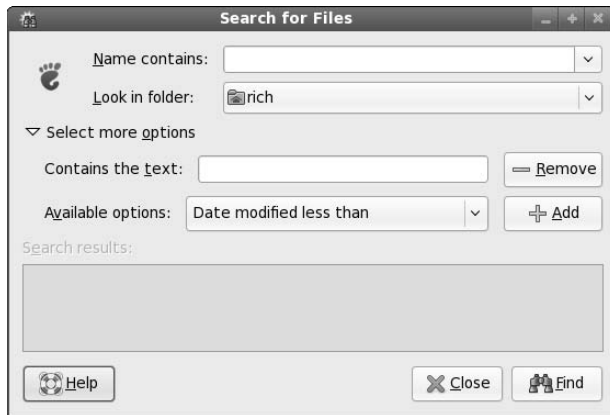 Search for Files
Name contains:
Look in folder: rich
Select more options
Contains the text: Remove
Available options: Date modified less than Add
Search results:
Help Close Find